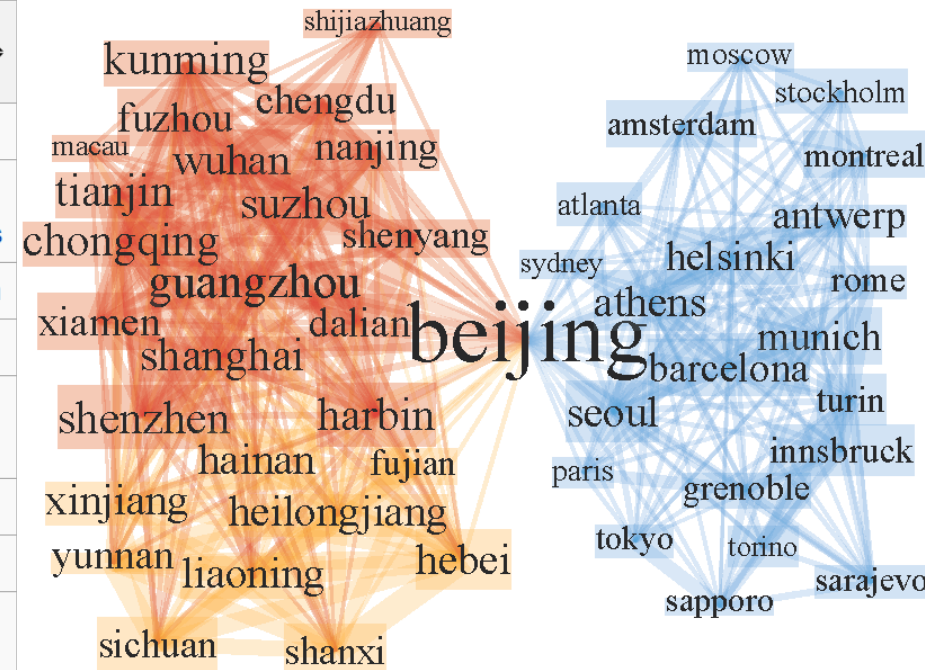 shijiazhuang
kunming
chengdu
fuzhou
macau
wuhan
nanjing
tianjin
suzhou
chongqing
shenyang
guangzhou
xiamen
dalian
shanghai
beijing
shenzhen
harbin
hainan
fujian
xinjiang
heilongjiang
yunnan
liaoning
hebei
sichuan
shanxi
moscow
stockholm
amsterdam
montreal
atlanta
antwerp
sydney
helsinki
rome
athens
munich
barcelona
turin
seoul
innsbruck
paris
grenoble
tokyo
torino
sarajevo
sapporo